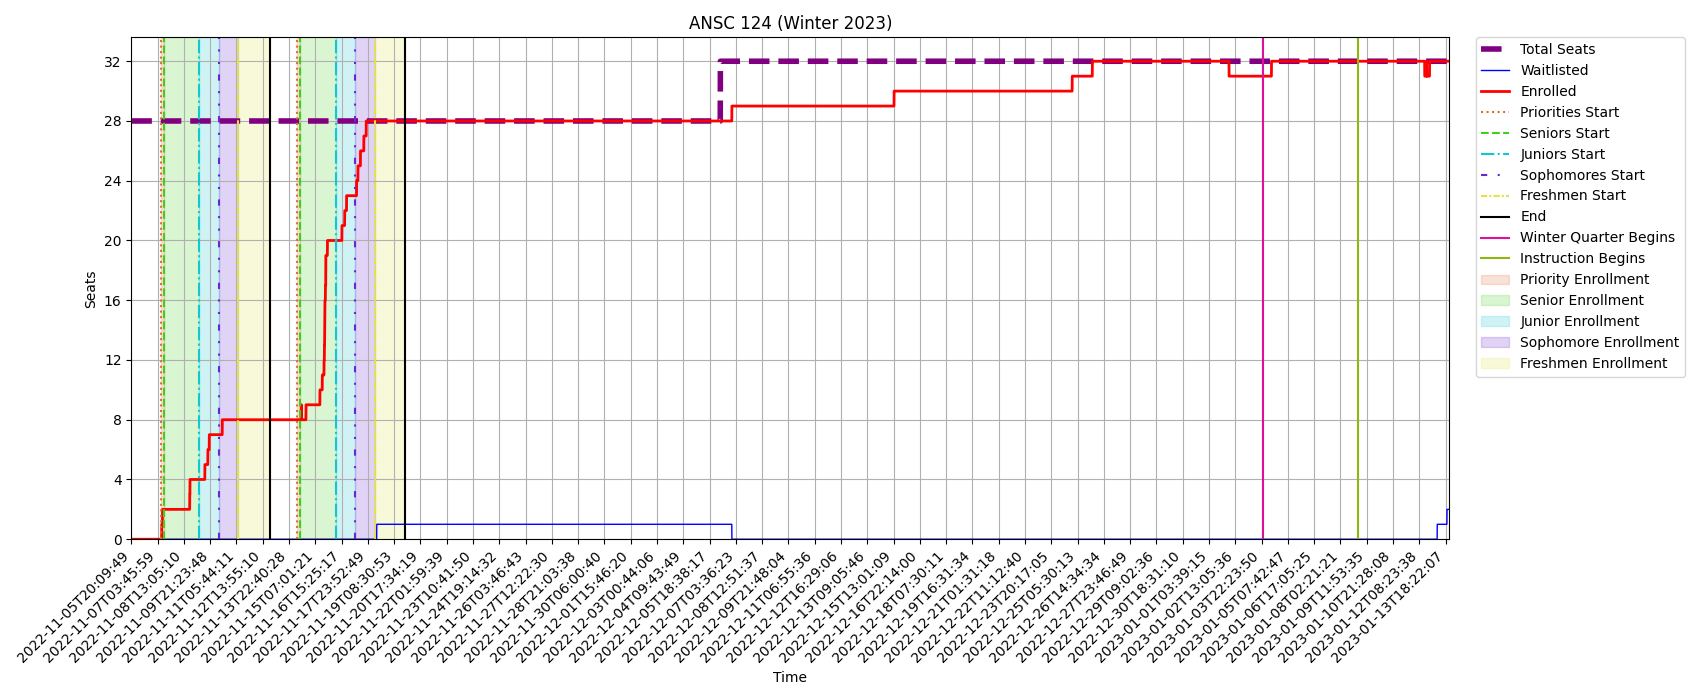 ANSC 124 (Winter 2023)
Seats
32
28
24
20
16
12
8
4
0
2022-11-05T20:09:49
2022-11-07T03:45:59
2022-11-08T13:05:10
2022-11-09T21:23:48
2022-11-11T05:44:11
2022-11-12T13:55:10
2022-11-13T22:40:28
2022-11-15T07:01:21
2022-11-16T15:25:17
2022-11-17T23:52:49
2022-11-19T08:30:53
2022-11-20T17:34:19
2022-11-22T01:59:39
2022-11-23T10:41:50
2022-11-24T19:14:32
2022-11-26T03:46:43
2022-11-27T12:22:30
2022-11-28T21:03:38
2022-11-30T06:00:40
2022-12-01T15:46:20
2022-12-03T00:44:06
2022-12-04T09:43:49
2022-12-05T18:38:17
2022-12-07T03:36:23
2022-12-08T12:51:37
2022-12-09T21:48:04
2022-12-11T06:55:36
2022-12-12T16:29:06
2022-12-13T09:05:46
2022-12-15T13:01:09
2022-12-16T22:14:00
2022-12-18T07:30:11
2022-12-19T16:31:34
2022-12-21T01:31:18
2022-12-22T11:12:40
2022-12-23T20:17:05
2022-12-25T05:30:13
2022-12-26T14:34:34
2022-12-27T23:46:49
2022-12-29T09:02:36
2022-12-30T18:31:10
2023-01-01T03:39:15
2023-01-02T13:05:36
2023-01-03T22:23:50
2023-01-05T07:42:47
2023-01-06T17:05:25
2023-01-08T02:21:21
2023-01-09T11:53:35
2023-01-10T21:28:08
2023-01-12T08:23:38
2023-01-13T18:22:07
Time
Total Seats
Waitlisted
Enrolled
Priorities Start
Seniors Start
Juniors Start
Sophomores Start
Freshmen Start
End
Winter Quarter Begins
Instruction Begins
Priority Enrollment
Senior Enrollment
Junior Enrollment
Sophomore Enrollment
Freshmen Enrollment